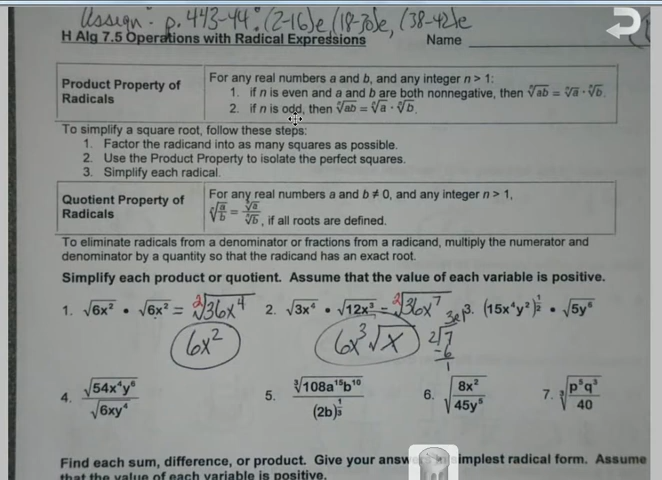 Assign: p. 443-44: (2-16)e, (18-30)e, (38-42)e
H Alg 7.5 Operations with Radical Expressions Name
Product Property of Radicals
For any real numbers a and b, and any integer n > 1:
1. if n is even and a and b are both nonnegative, then ⁿ√ab = ⁿ√a · ⁿ√b.
2. if n is odd, then ⁿ√ab = ⁿ√a · ⁿ√b.
To simplify a square root, follow these steps:
1. Factor the radicand into as many squares as possible.
2. Use the Product Property to isolate the perfect squares.
3. Simplify each radical.
Quotient Property of Radicals
For any real numbers a and b ≠ 0, and any integer n > 1,
ⁿ√(a/b) = ⁿ√a / ⁿ√b, if all roots are defined.
To eliminate radicals from a denominator or fractions from a radicand, multiply the numerator and
denominator by a quantity so that the radicand has an exact root.
Simplify each product or quotient. Assume that the value of each variable is positive.
1. √6x² • √6x² = ²√36x⁴ 2. √3x⁴ • √12x³ = ²√36x⁷ 3. (15x⁴y²)^½ • √5y⁶
6x² 6x³√x 3 2√7 -6 1
4. √54x⁴y⁶ / √6xy⁴ 5. ³√108a¹⁵b¹⁰ / (2b)^⅓ 6. √(8x²/45y⁵) 7. ³√(p⁵q³/40)
Find each sum, difference, or product. Give your answ in simplest radical form. Assume
that the value of each variable is positive.